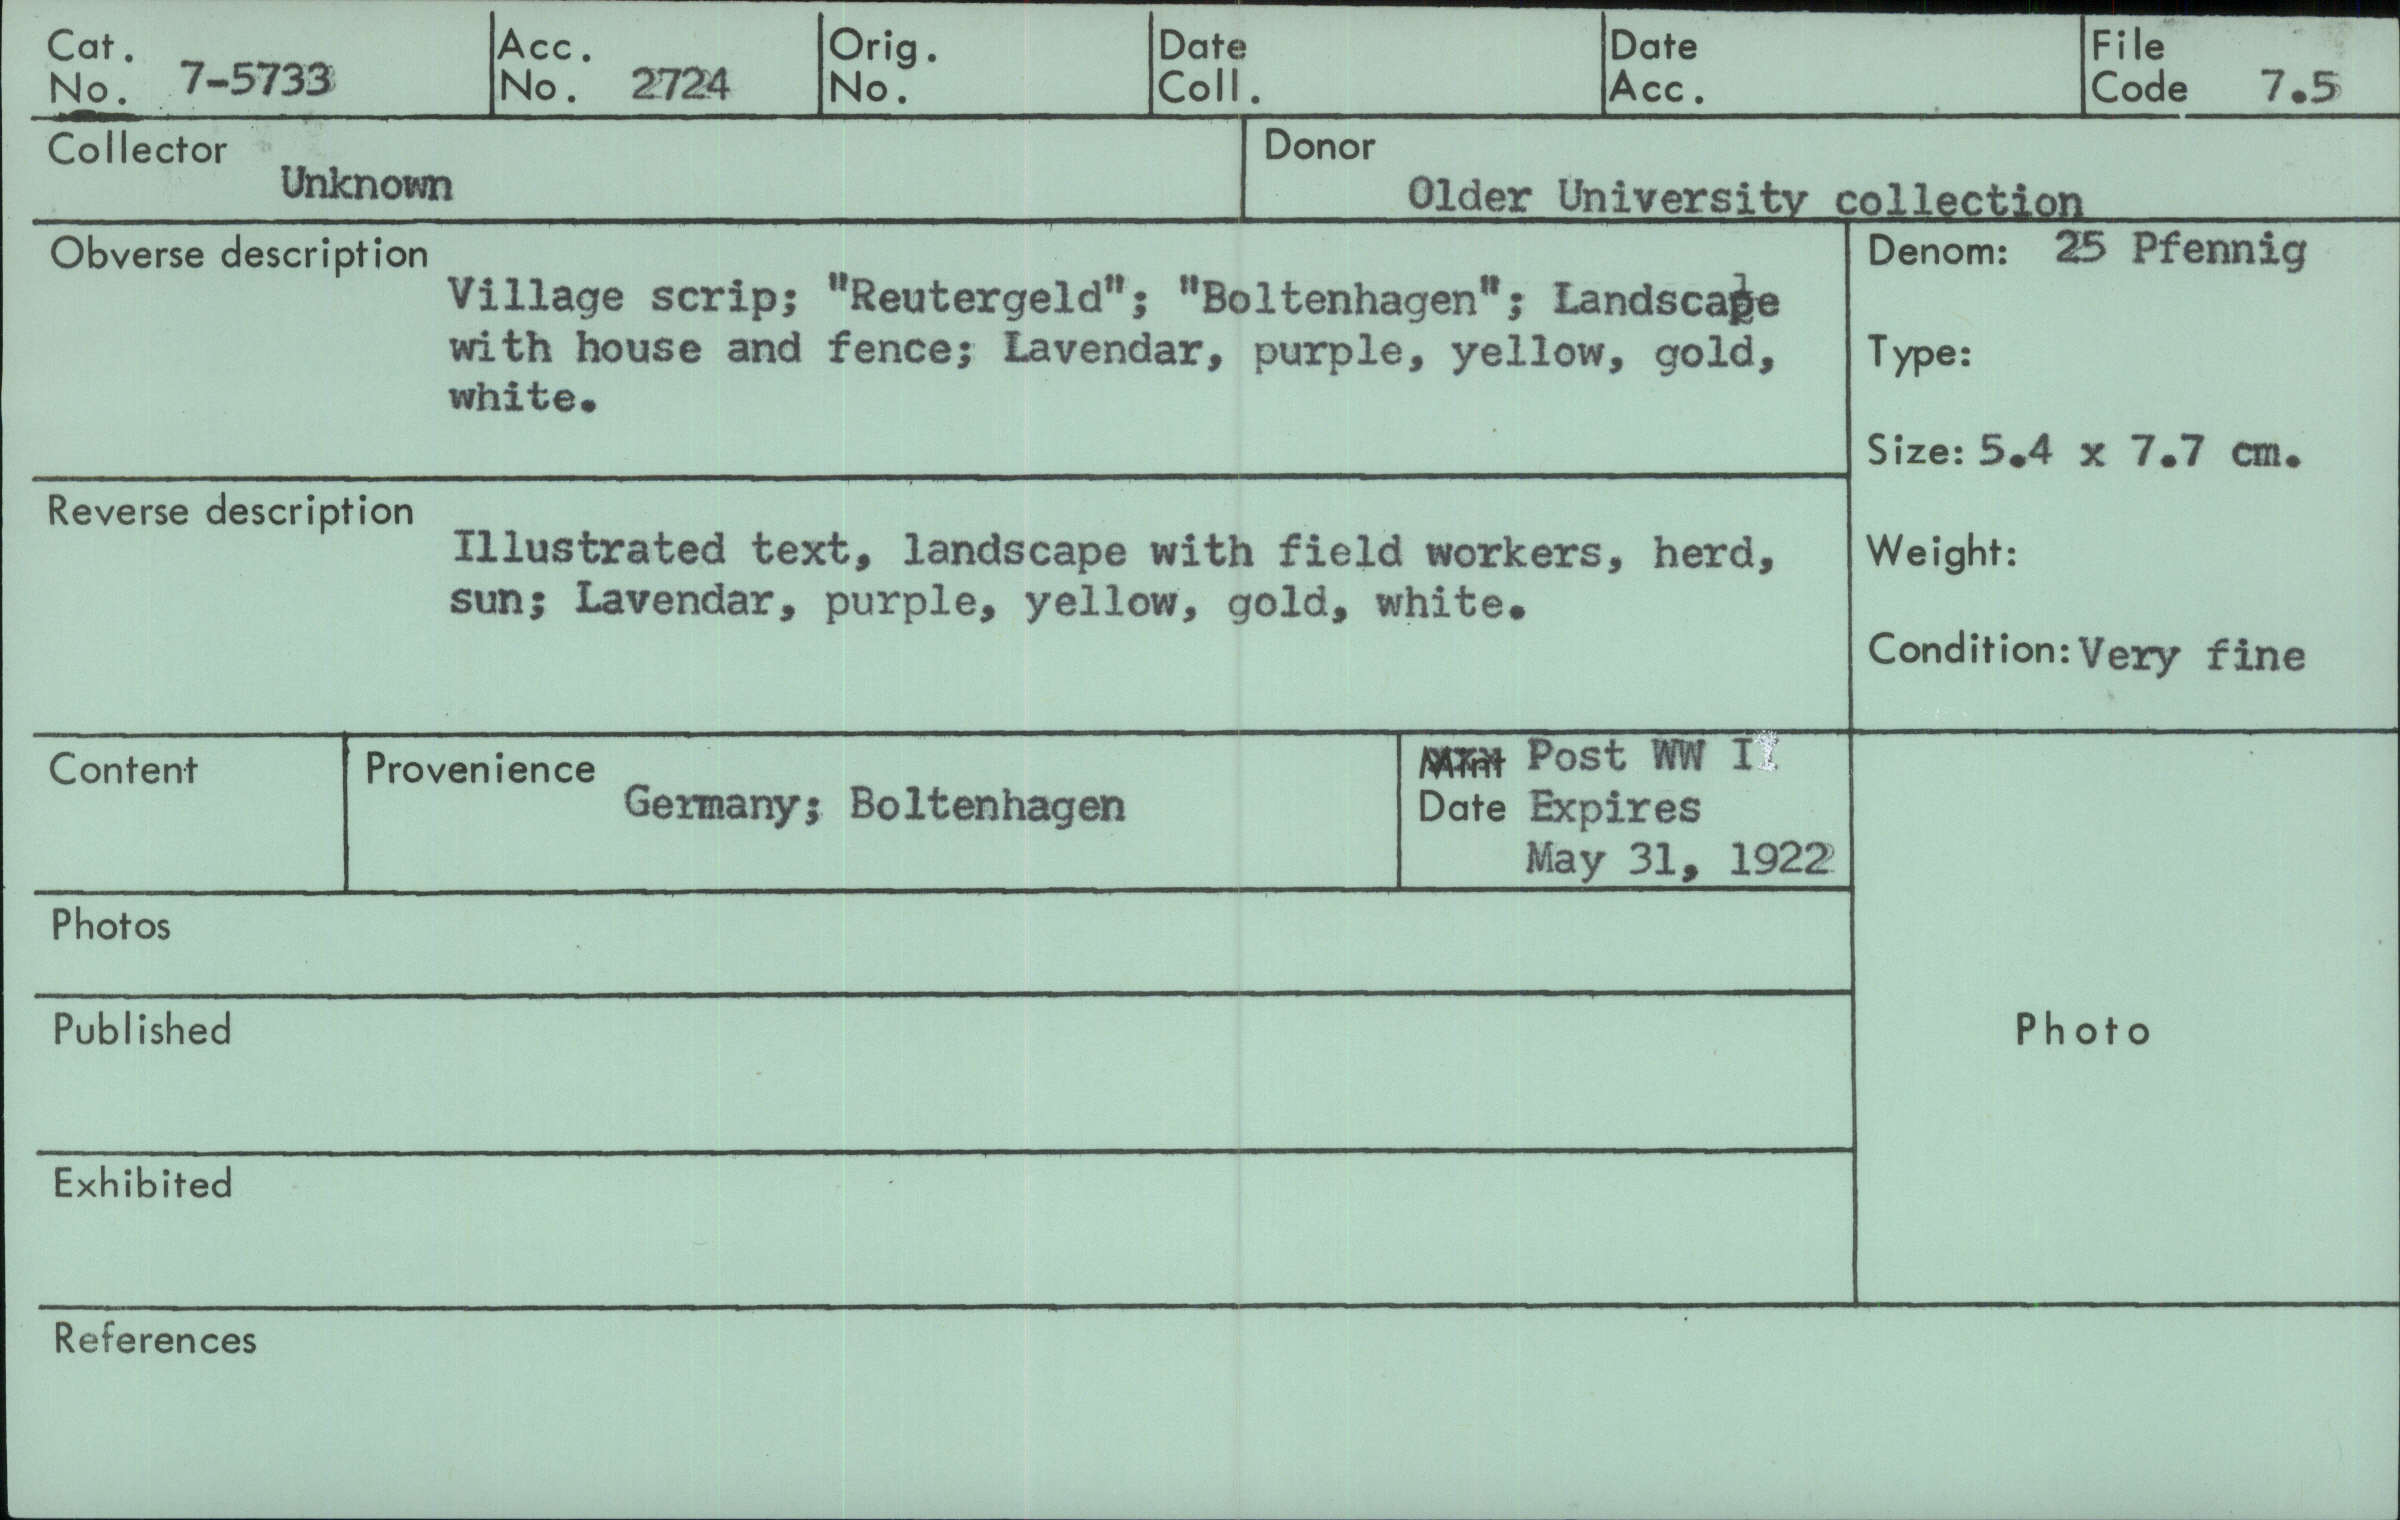 Cat. No. 7-5733
Acc. No. 2724
Orig. No.
Date Coll.
Date Acc.
File Code 7.5
Collector
Unknown
Donor
Older University collection
Obverse description
Village scrip; "Reutergeld"; "Boltenhagen"; Landscape
with house and fence; Lavendar, purple, yellow, gold,
white.
Denom: 25 Pfennig
Type:
Size: 5.4 x 7.7 cm.
Weight:
Condition: Very fine
Reverse description
Illustrated text, landscape with field workers, herd,
sun; Lavendar, purple, yellow, gold, white.
Content
Provenience
Germany; Boltenhagen
Mint Post WW I
Date Expires
May 31, 1922
Photos
Published
Photo
Exhibited
References